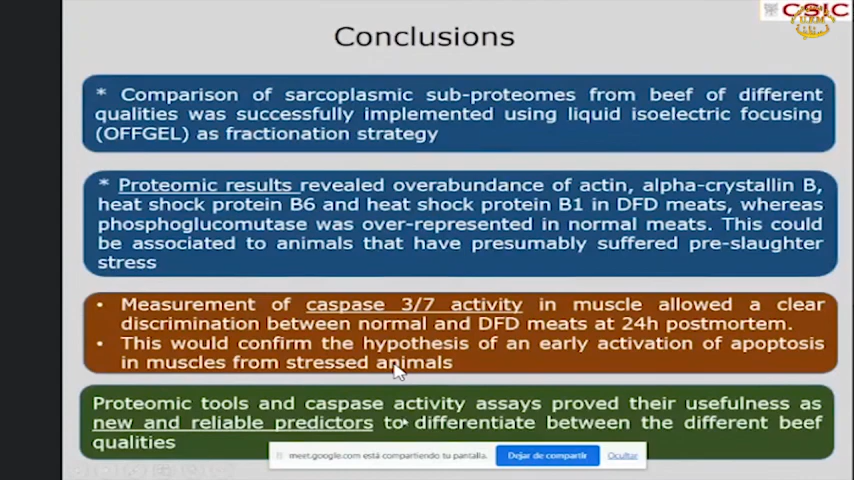 CSIC
Conclusions
* Comparison of sarcoplasmic sub-proteomes from beef of different
qualities was successfully implemented using liquid isoelectric focusing
(OFFGEL) as fractionation strategy
* Proteomic results revealed overabundance of actin, alpha-crystallin B,
heat shock protein B6 and heat shock protein B1 in DFD meats, whereas
phosphoglucomutase was over-represented in normal meats. This could
be associated to animals that have presumably suffered pre-slaughter
stress
• Measurement of caspase 3/7 activity in muscle allowed a clear
discrimination between normal and DFD meats at 24h postmortem.
• This would confirm the hypothesis of an early activation of apoptosis
in muscles from stressed animals
Proteomic tools and caspase activity assays proved their usefulness as
new and reliable predictors to differentiate between the different beef
qualities
meet.google.com está compartiendo tu pantalla. Dejar de compartir Ocultar